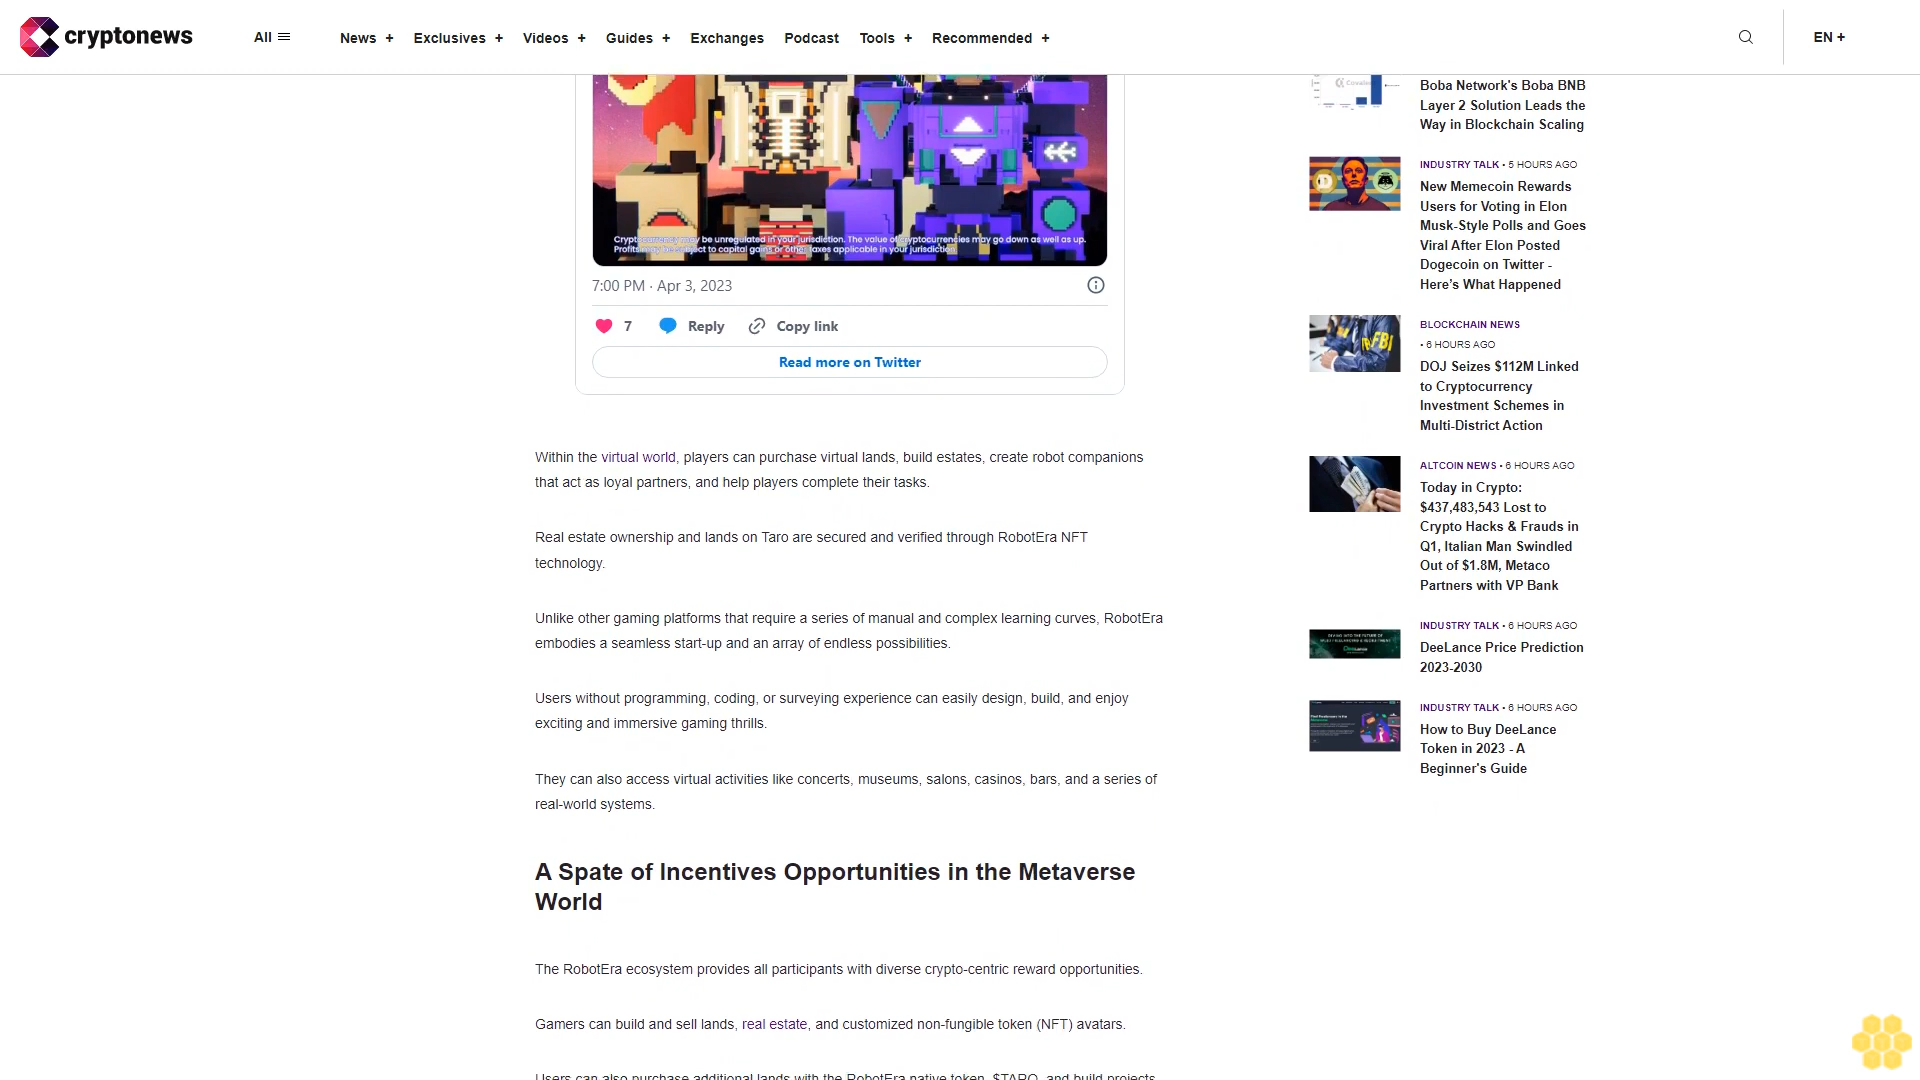 cryptonews
All
News +
Exclusives +
Videos +
Guides +
Exchanges
Podcast
Tools +
Recommended +
EN +
Cryptocurrency may be unregulated in your jurisdiction. The value of cryptocurrencies may go down as well as up.
Profits may be subject to capital gains or other taxes applicable in your jurisdiction.
7:00 PM · Apr 3, 2023
7
Reply
Copy link
Read more on Twitter
Within the virtual world, players can purchase virtual lands, build estates, create robot companions
that act as loyal partners, and help players complete their tasks.
Real estate ownership and lands on Taro are secured and verified through RobotEra NFT
technology.
Unlike other gaming platforms that require a series of manual and complex learning curves, RobotEra
embodies a seamless start-up and an array of endless possibilities.
Users without programming, coding, or surveying experience can easily design, build, and enjoy
exciting and immersive gaming thrills.
They can also access virtual activities like concerts, museums, salons, casinos, bars, and a series of
real-world systems.
A Spate of Incentives Opportunities in the Metaverse
World
The RobotEra ecosystem provides all participants with diverse crypto-centric reward opportunities.
Gamers can build and sell lands, real estate, and customized non-fungible token (NFT) avatars.
Users can also purchase additional lands with the RobotEra native token, $TARO, and build projects
Covalent
Boba Network's Boba BNB
Layer 2 Solution Leads the
Way in Blockchain Scaling
INDUSTRY TALK • 5 HOURS AGO
New Memecoin Rewards
Users for Voting in Elon
Musk-Style Polls and Goes
Viral After Elon Posted
Dogecoin on Twitter -
Here's What Happened
FBI
BLOCKCHAIN NEWS
• 6 HOURS AGO
DOJ Seizes $112M Linked
to Cryptocurrency
Investment Schemes in
Multi-District Action
ALTCOIN NEWS • 6 HOURS AGO
Today in Crypto:
$437,483,543 Lost to
Crypto Hacks & Frauds in
Q1, Italian Man Swindled
Out of $1.8M, Metaco
Partners with VP Bank
DeeLance
INDUSTRY TALK • 6 HOURS AGO
DeeLance Price Prediction
2023-2030
INDUSTRY TALK • 6 HOURS AGO
How to Buy DeeLance
Token in 2023 - A
Beginner's Guide